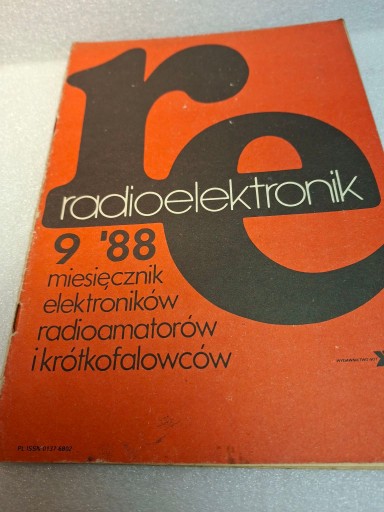 re
radioelektronik
9 '88
miesięcznik
elektroników
radioamatorów
i krótkofalowców